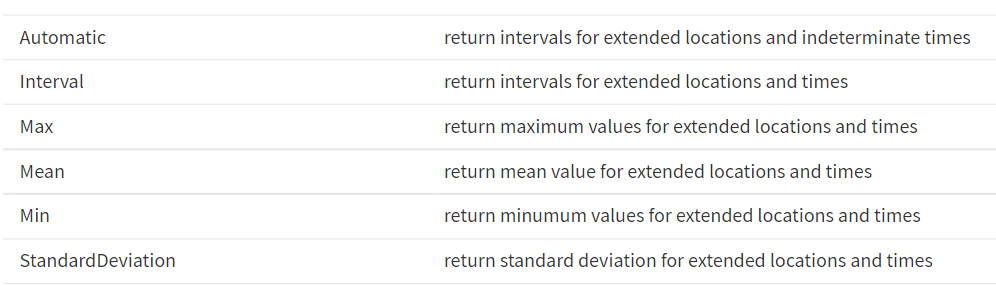 Automatic return intervals for extended locations and indeterminate times
Interval return intervals for extended locations and times
Max return maximum values for extended locations and times
Mean return mean value for extended locations and times
Min return minumum values for extended locations and times
StandardDeviation return standard deviation for extended locations and times